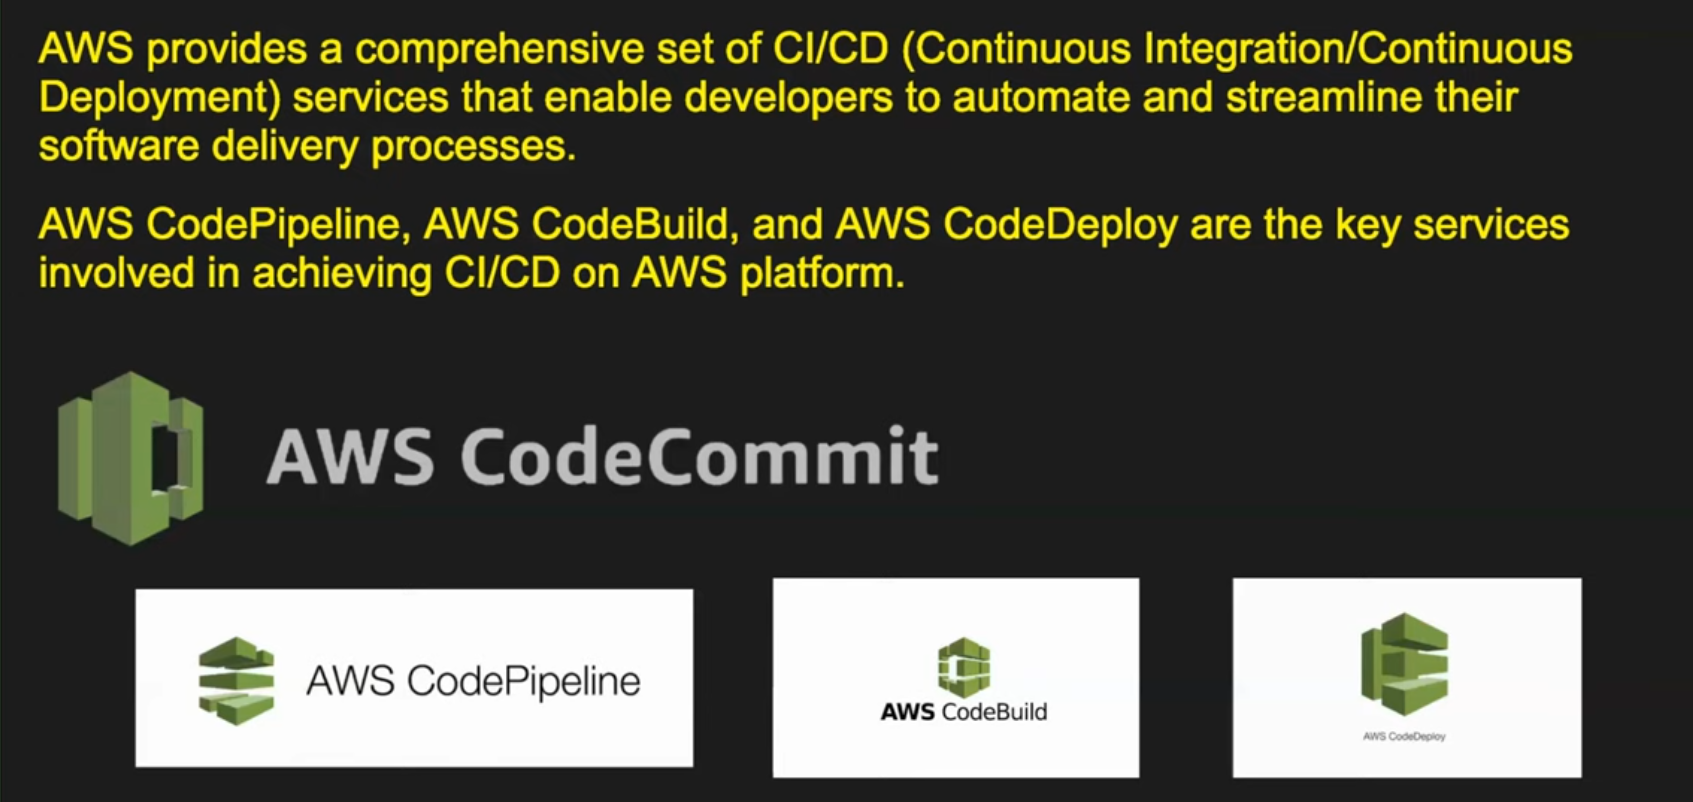 AWS provides a comprehensive set of CI/CD (Continuous Integration/Continuous
Deployment) services that enable developers to automate and streamline their
software delivery processes.
AWS CodePipeline, AWS CodeBuild, and AWS CodeDeploy are the key services
involved in achieving CI/CD on AWS platform.
AWS CodeCommit
AWS CodePipeline
AWS CodeBuild
AWS CodeDeploy